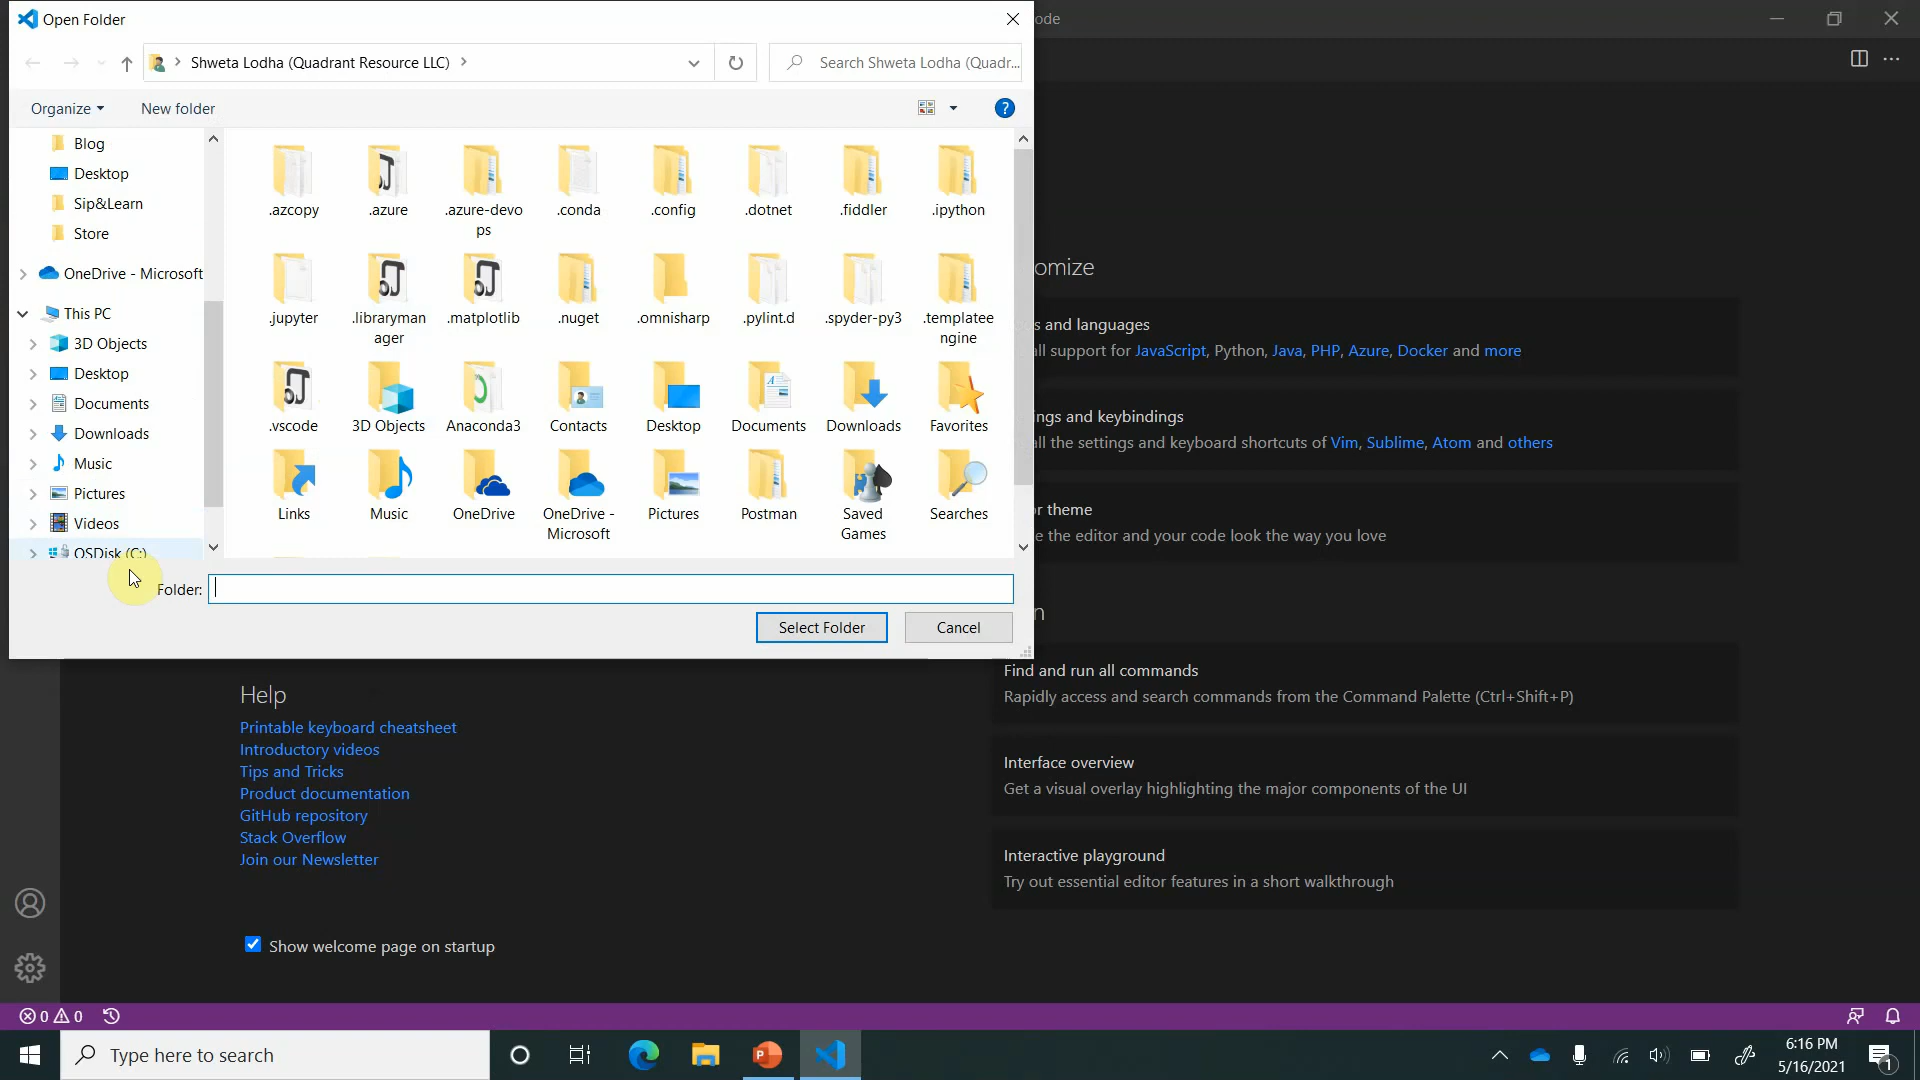 Open Folder
ode
Shweta Lodha (Quadrant Resource LLC)
Search Shweta Lodha (Quadr...
Organize
New folder
Blog
Desktop
Sip&Learn
Store
OneDrive - Microsoft
This PC
3D Objects
Desktop
Documents
Downloads
Music
Pictures
Videos
OSDisk (C:)
.azcopy
.azure
.azure-devo
ps
.conda
.config
.dotnet
.fiddler
.ipython
.jupyter
.libraryman
ager
.matplotlib
.nuget
.omnisharp
.pylint.d
.spyder-py3
.templatee
ngine
.vscode
3D Objects
Anaconda3
Contacts
Desktop
Documents
Downloads
Favorites
Links
Music
OneDrive
OneDrive -
Microsoft
Pictures
Postman
Saved
Games
Searches
Folder:
Select Folder
Cancel
omize
s and languages
all support for JavaScript, Python, Java, PHP, Azure, Docker and more
ngs and keybindings
all the settings and keyboard shortcuts of Vim, Sublime, Atom and others
r theme
e the editor and your code look the way you love
n
Find and run all commands
Rapidly access and search commands from the Command Palette (Ctrl+Shift+P)
Interface overview
Get a visual overlay highlighting the major components of the UI
Interactive playground
Try out essential editor features in a short walkthrough
Help
Printable keyboard cheatsheet
Introductory videos
Tips and Tricks
Product documentation
GitHub repository
Stack Overflow
Join our Newsletter
Show welcome page on startup
0 0
Type here to search
6:16 PM
5/16/2021
1